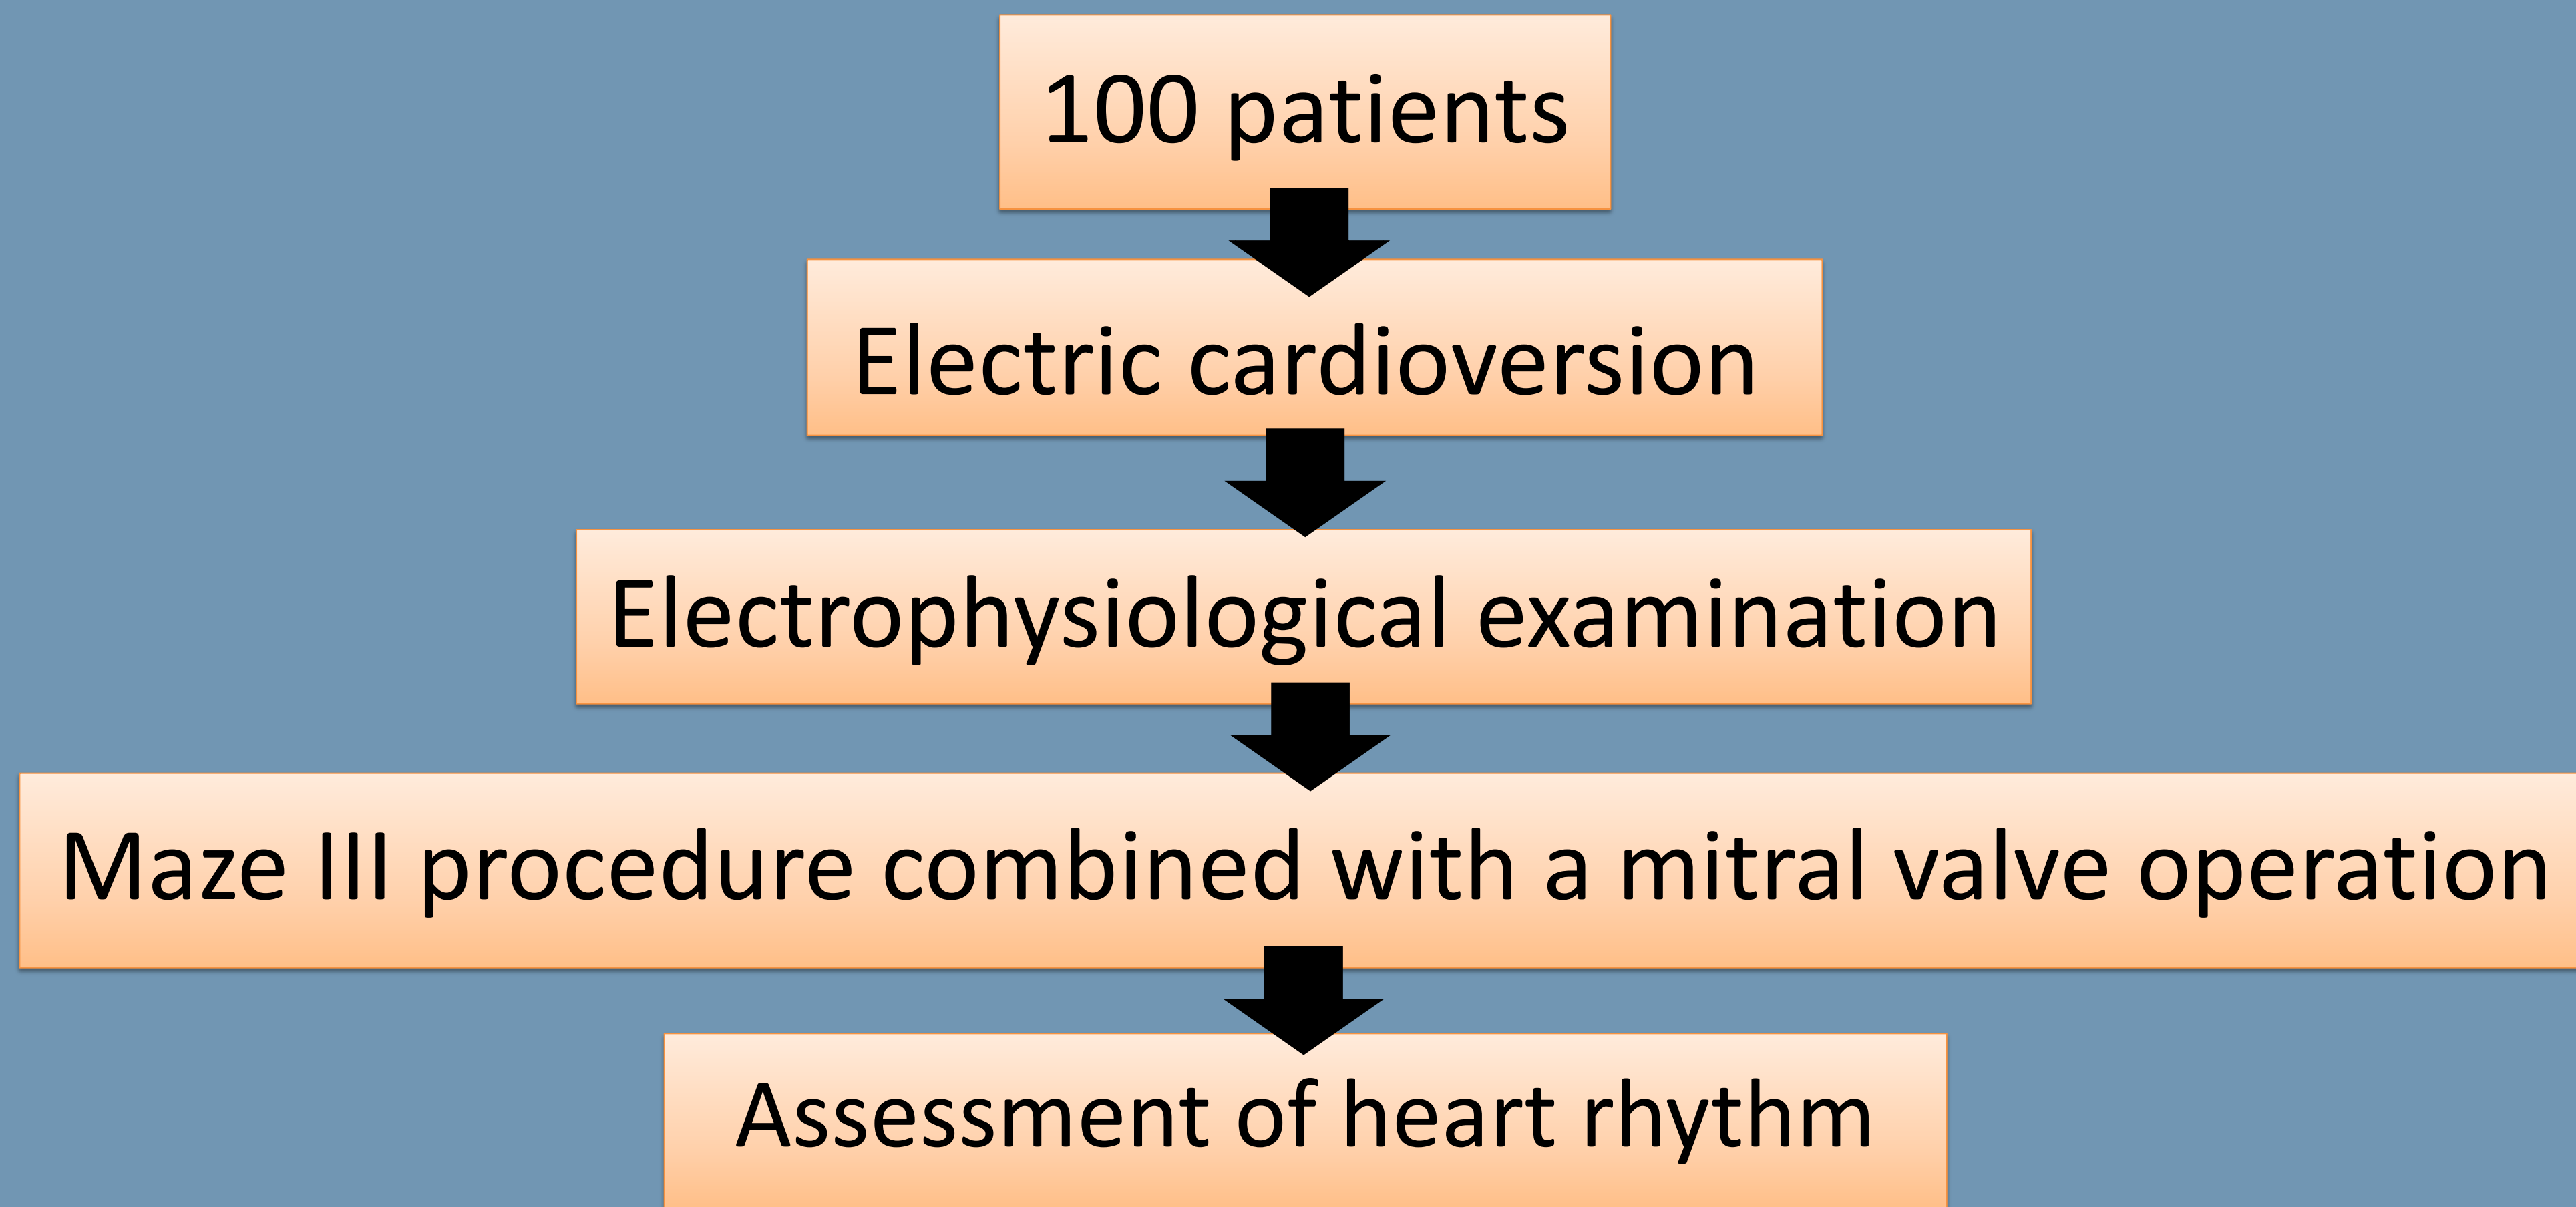 100 patients
Electric cardioversion
Electrophysiological examination
Maze III procedure combined with a mitral valve operation
Assessment of heart rhythm